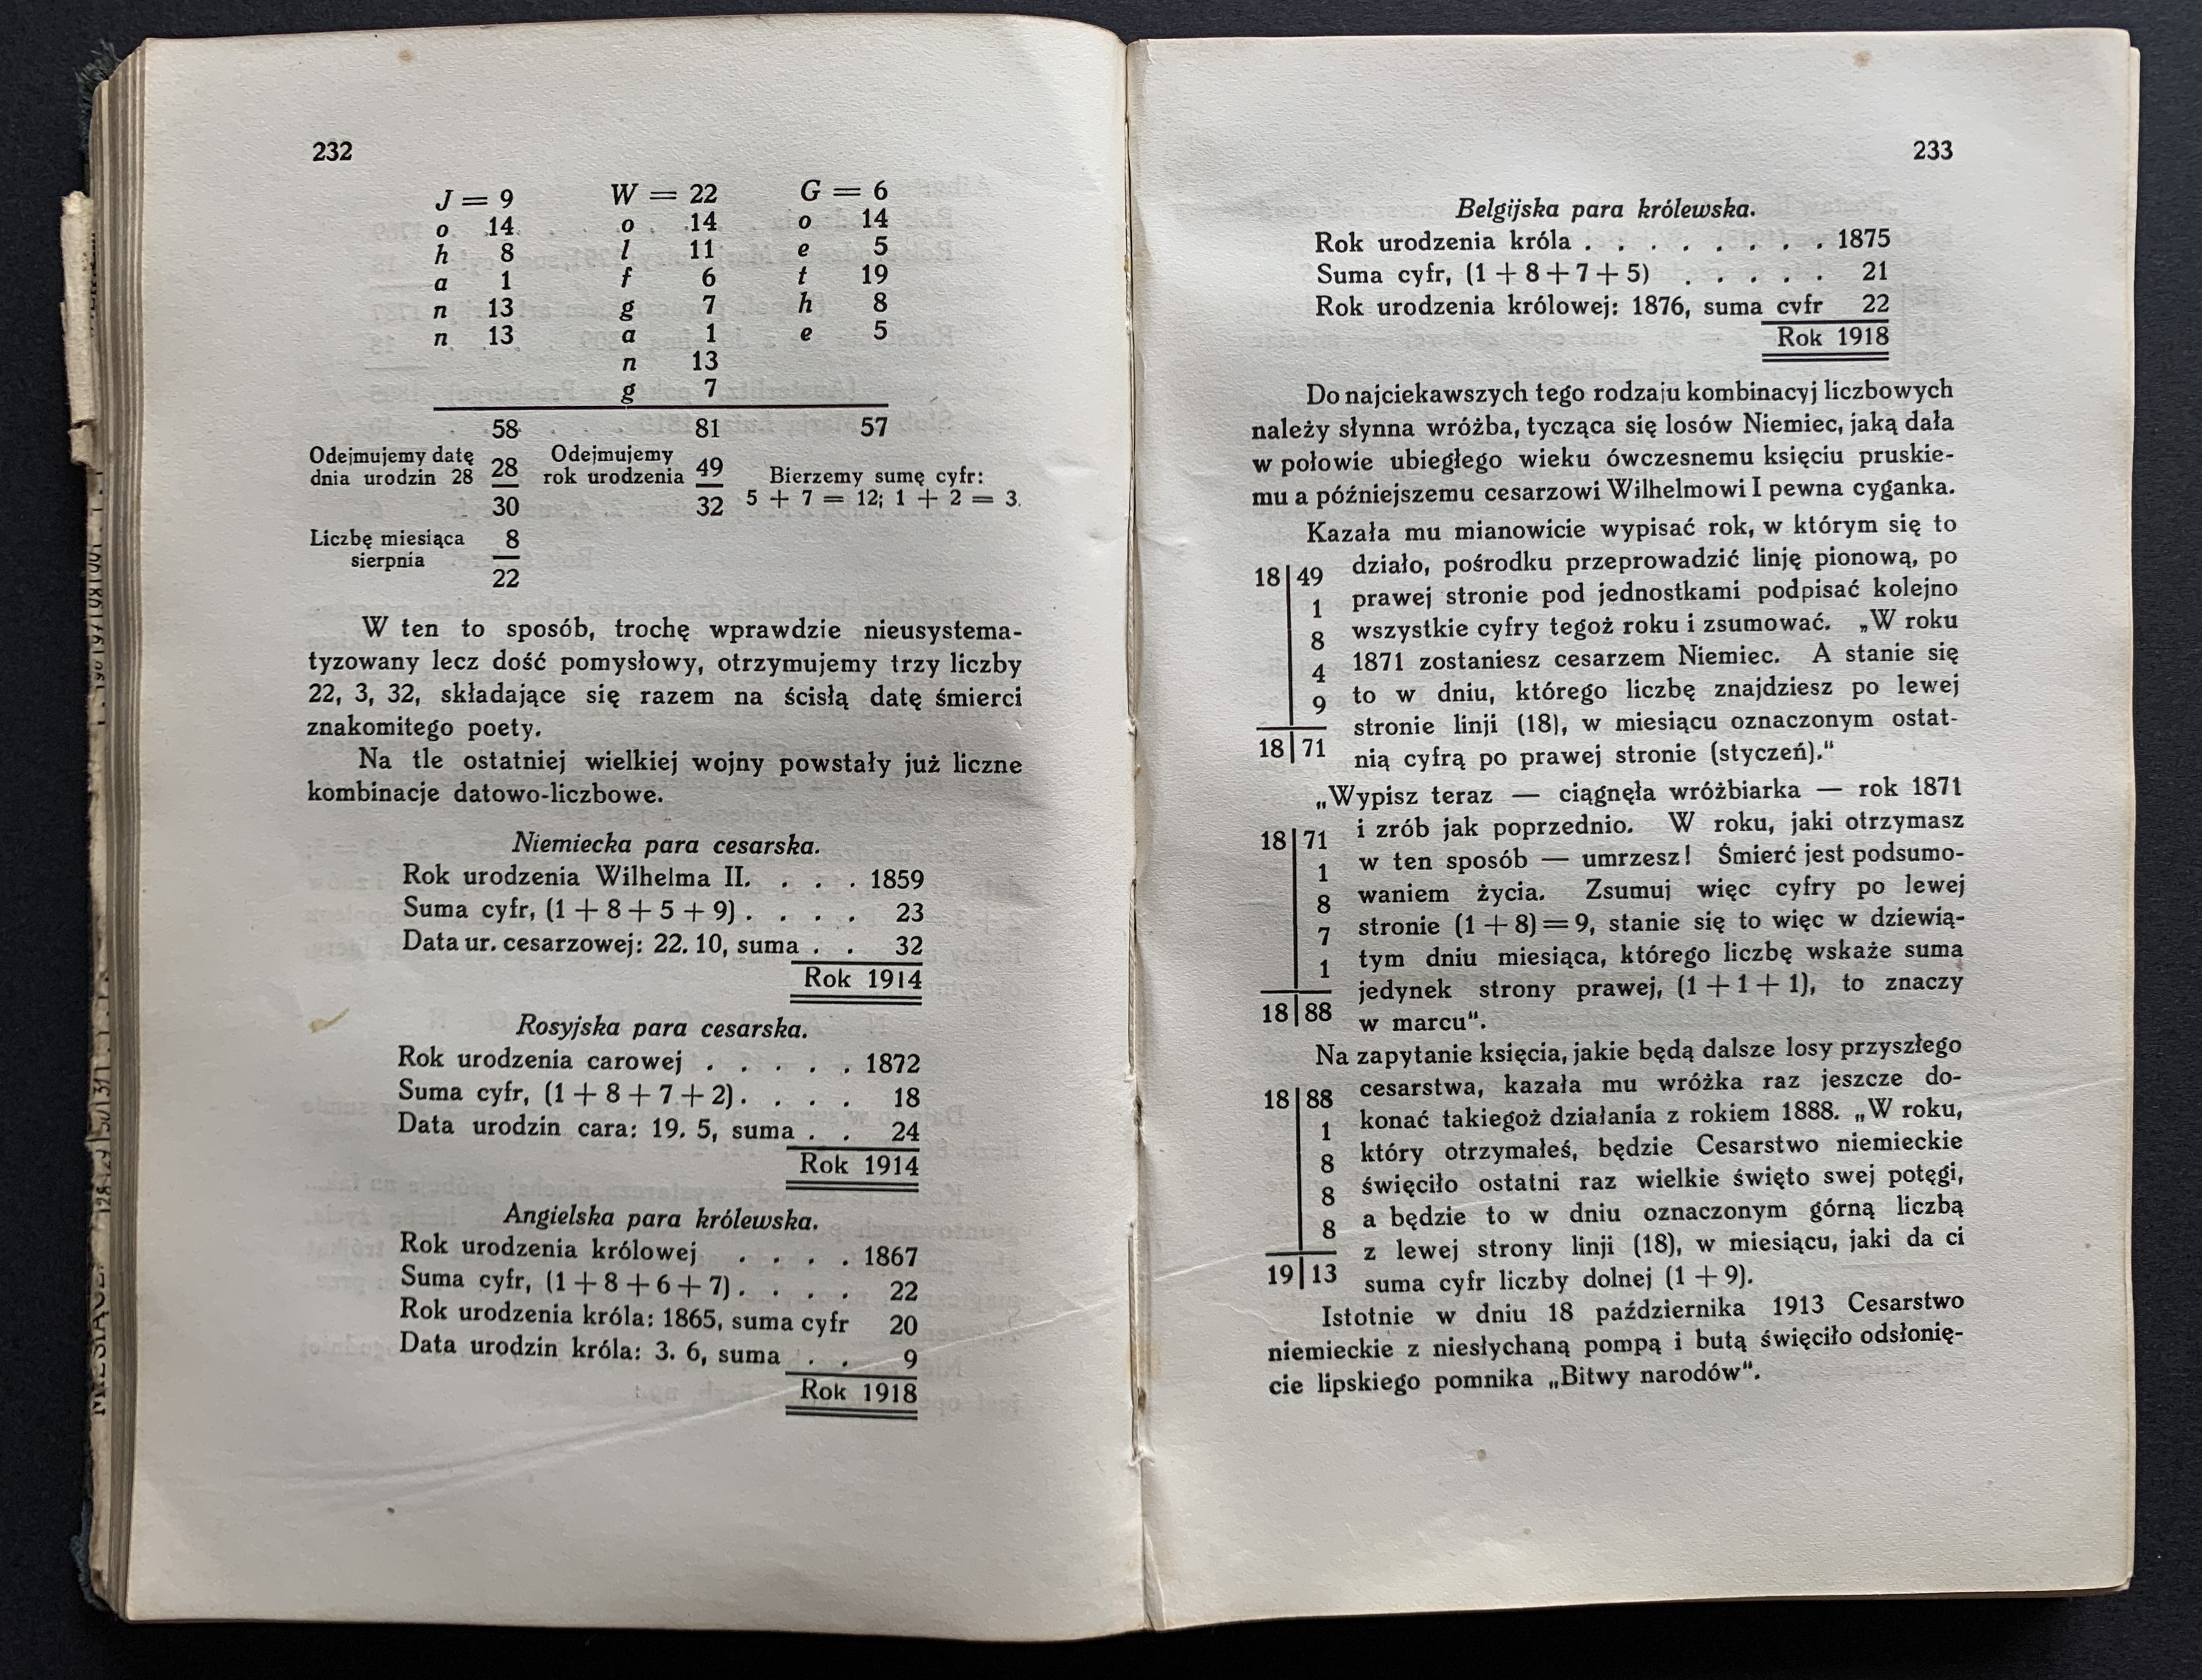 232
J = 9 W = 22 G = 6
o 14 o 14 o 14
h 8 l 11 e 5
a 1 f 6 t 19
n 13 g 7 h 8
n 13 a 1 e 5
n 13
g 7
58 81 57
Odejmujemy datę
dnia urodzin 28 28
Odejmujemy
rok urodzenia 49
Bierzemy sumę cyfr:
5 + 7 = 12; 1 + 2 = 3.
30 32
Liczbę miesiąca
sierpnia 8
22
W ten to sposób, trochę wprawdzie nieusystema-
tyzowany lecz dość pomysłowy, otrzymujemy trzy liczby
22, 3, 32, składające się razem na ścisłą datę śmierci
znakomitego poety.
Na tle ostatniej wielkiej wojny powstały już liczne
kombinacje datowo-liczbowe.
Niemiecka para cesarska.
Rok urodzenia Wilhelma II. . . . 1859
Suma cyfr, (1 + 8 + 5 + 9) . . . . 23
Data ur. cesarzowej: 22. 10, suma . . 32
Rok 1914
Rosyjska para cesarska.
Rok urodzenia carowej . . . . . 1872
Suma cyfr, (1 + 8 + 7 + 2) . . . . 18
Data urodzin cara: 19. 5, suma . . 24
Rok 1914
Angielska para królewska.
Rok urodzenia królowej . . . . 1867
Suma cyfr, (1 + 8 + 6 + 7) . . . . 22
Rok urodzenia króla: 1865, suma cyfr 20
Data urodzin króla: 3. 6, suma . . 9
Rok 1918
233
Belgijska para królewska.
Rok urodzenia króla . . . . . . . . 1875
Suma cyfr, (1 + 8 + 7 + 5) . . . . . 21
Rok urodzenia królowej: 1876, suma cyfr 22
Rok 1918
Do najciekawszych tego rodzaju kombinacyj liczbowych
należy słynna wróżba, tycząca się losów Niemiec, jaką dała
w połowie ubiegłego wieku ówczesnemu księciu pruskie-
mu a późniejszemu cesarzowi Wilhelmowi I pewna cyganka.
Kazała mu mianowicie wypisać rok, w którym się to
działo, pośrodku przeprowadzić linję pionową, po
prawej stronie pod jednostkami podpisać kolejno
wszystkie cyfry tegoż roku i zsumować. „W roku
1871 zostaniesz cesarzem Niemiec. A stanie się
to w dniu, którego liczbę znajdziesz po lewej
stronie linji (18), w miesiącu oznaczonym ostat-
nią cyfrą po prawej stronie (styczeń).“
18|49
1
8
4
9
18|71
„Wypisz teraz — ciągnęła wróżbiarka — rok 1871
i zrób jak poprzednio. W roku, jaki otrzymasz
w ten sposób — umrzesz! Śmierć jest podsumo-
waniem życia. Zsumuj więc cyfry po lewej
stronie (1 + 8) = 9, stanie się to więc w dziewią-
tym dniu miesiąca, którego liczbę wskaże suma
jedynek strony prawej, (1 + 1 + 1), to znaczy
w marcu“.
18|71
1
8
7
1
18|88
Na zapytanie księcia, jakie będą dalsze losy przyszłego
cesarstwa, kazała mu wróżka raz jeszcze do-
konać takiegoż działania z rokiem 1888. „W roku,
który otrzymałeś, będzie Cesarstwo niemieckie
święciło ostatni raz wielkie święto swej potęgi,
a będzie to w dniu oznaczonym górną liczbą
z lewej strony linji (18), w miesiącu, jaki da ci
suma cyfr liczby dolnej (1 + 9).
18|88
1
8
8
8
19|13
Istotnie w dniu 18 października 1913 Cesarstwo
niemieckie z niesłychaną pompą i butą święciło odsłonię-
cie lipskiego pomnika „Bitwy narodów“.